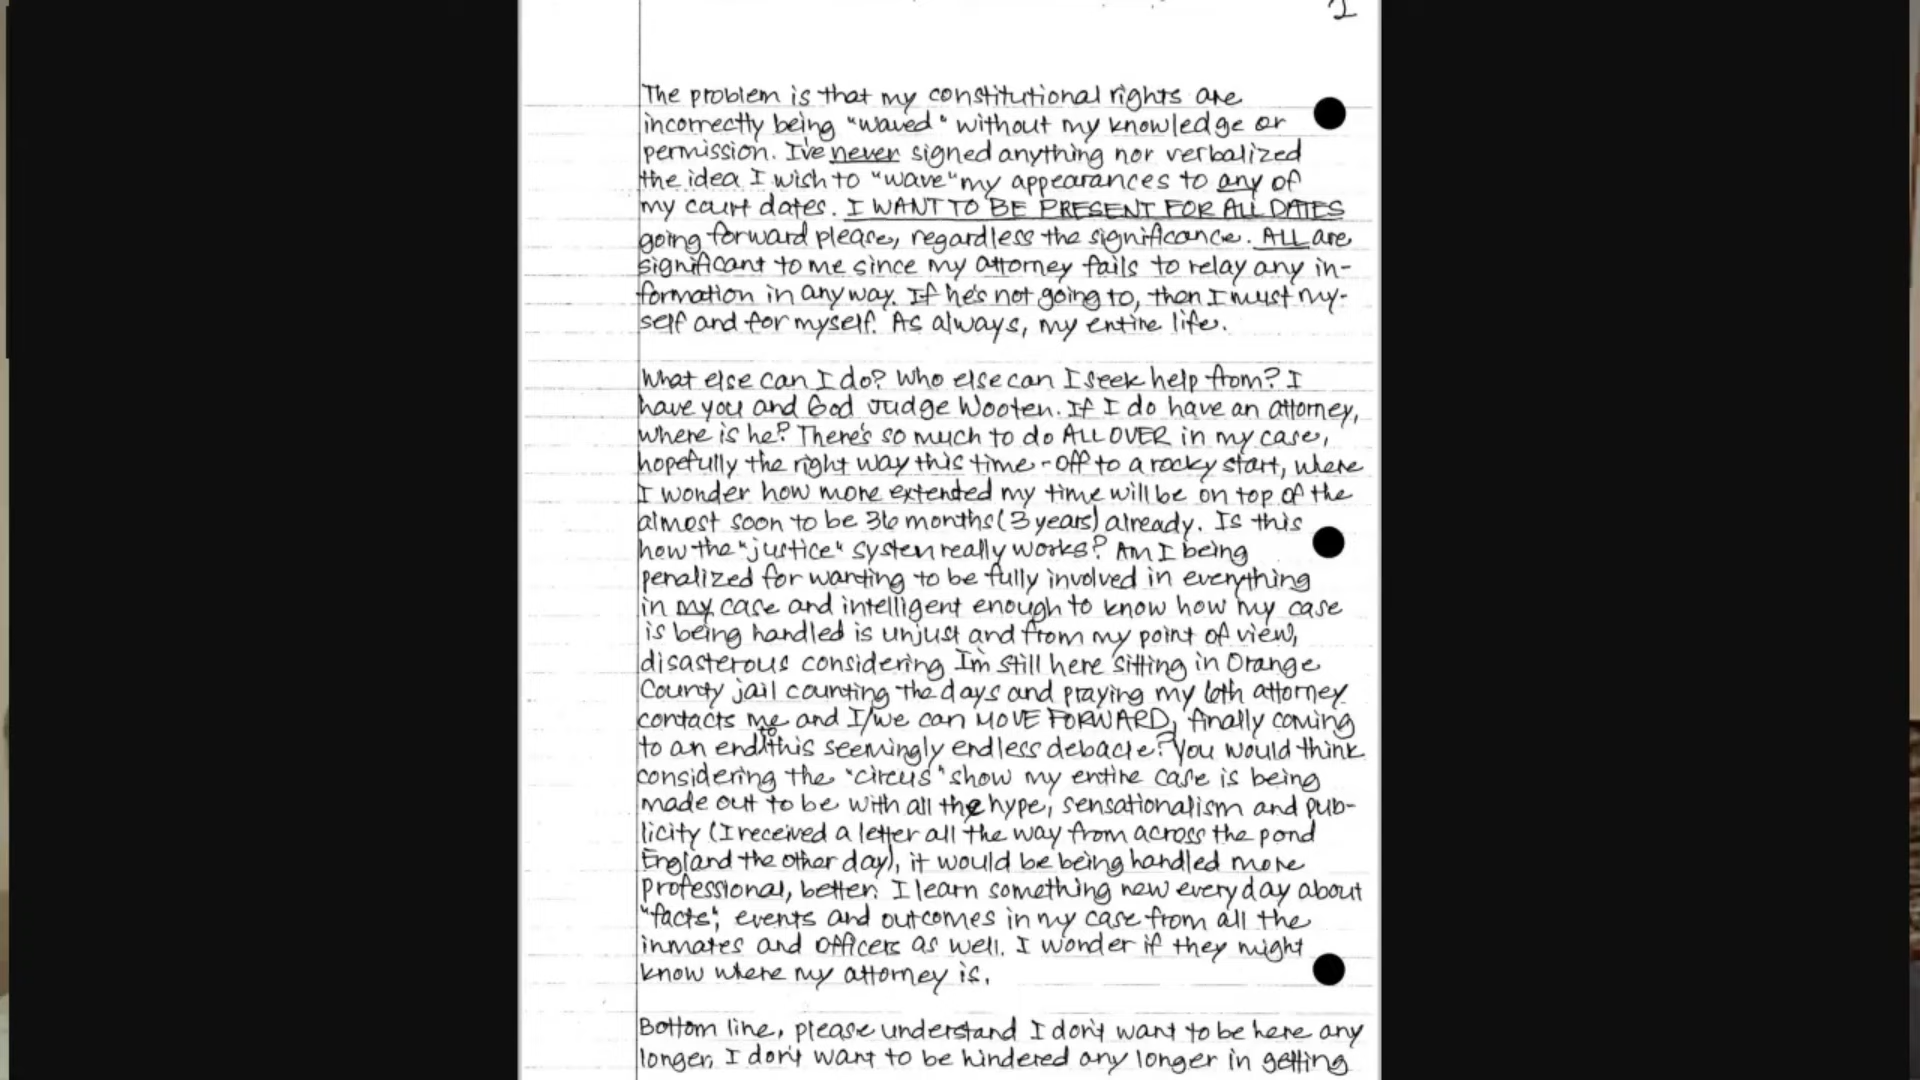 The problem is that my constitutional rights are
incorrectly being "waved" without my knowledge or
permission. I've never signed anything nor verbalized
the idea I wish to "wave" my appearances to any of
my court dates. I WANT TO BE PRESENT FOR ALL DATES
going forward please, regardless the significance. ALL are
significant to me since my attorney fails to relay any in-
formation in any way. If he's not going to, then I must my-
self and for myself. As always, my entire life.
What else can I do? Who else can I seek help from? I
have you and God Judge Wooten. If I do have an attorney,
where is he? There's so much to do ALL OVER in my case,
hopefully the right way this time - off to a rocky start, where
I wonder how more extended my time will be on top of the
almost soon to be 36 months (3 years) already. Is this
how the "justice" system really works? Am I being
penalized for wanting to be fully involved in everything
in my case and intelligent enough to know how my case
is being handled is unjust and from my point of view,
disasterous considering I'm still here sitting in Orange
County jail counting the days and praying my 6th attorney
contacts me and I/we can MOVE FORWARD, finally coming
to an end to this seemingly endless debacle? You would think
considering the "circus" show my entire case is being
made out to be with all the hype, sensationalism and pub-
licity (I received a letter all the way from across the pond
England the other day), it would be being handled more
professional, better. I learn something new every day about
"facts", events and outcomes in my case from all the
inmates and officers as well. I wonder if they might
know where my attorney is.
Bottom line, please understand I don't want to be here any
longer, I don't want to be hindered any longer in getting